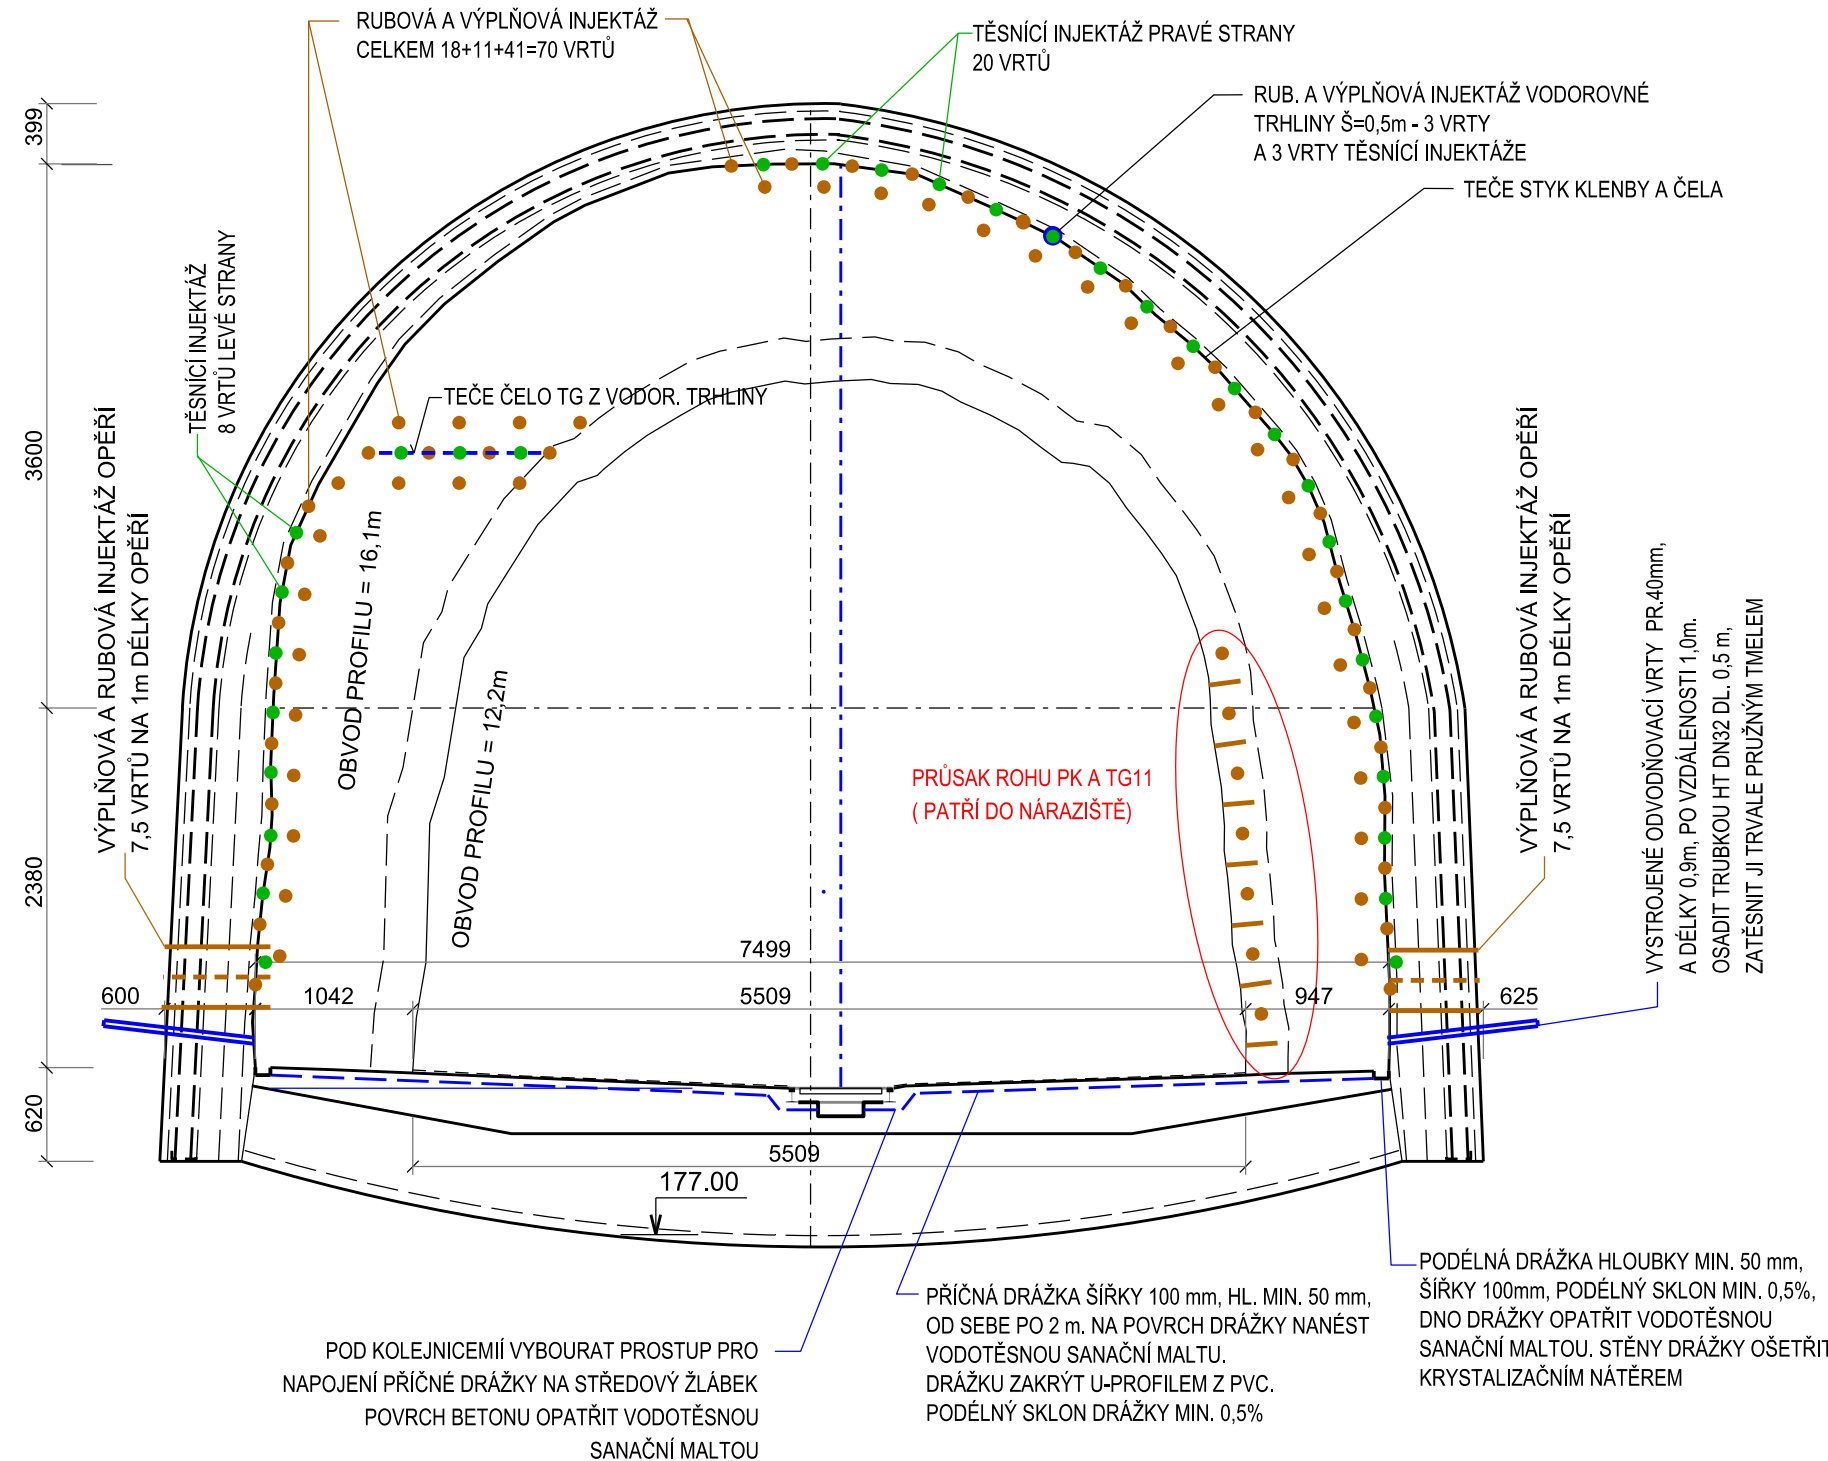 RUBOVÁ A VÝPLŇOVÁ INJEKTÁŽ
CELKEM 18+11+41=70 VRTŮ
TĚSNÍCÍ INJEKTÁŽ PRAVÉ STRANY
20 VRTŮ
RUB. A VÝPLŇOVÁ INJEKTÁŽ VODOROVNÉ
TRHLINY Š=0,5m - 3 VRTY
A 3 VRTY TĚSNÍCÍ INJEKTÁŽE
TEČE STYK KLENBY A ČELA
399
3600
2380
620
TĚSNÍCÍ INJEKTÁŽ
8 VRTŮ LEVÉ STRANY
VÝPLŇOVÁ A RUBOVÁ INJEKTÁŽ OPĚŘÍ
7,5 VRTŮ NA 1m DÉLKY OPĚŘÍ
TEČE ČELO TG Z VODOR. TRHLINY
OBVOD PROFILU = 16,1m
OBVOD PROFILU = 12,2m
PRŮSAK ROHU PK A TG11
( PATŘÍ DO NÁRAZIŠTĚ)
VÝPLŇOVÁ A RUBOVÁ INJEKTÁŽ OPĚŘÍ
7,5 VRTŮ NA 1m DÉLKY OPĚŘÍ
VYSTROJENÉ ODVODŇOVACÍ VRTY PR.40mm,
A DÉLKY 0,9m, PO VZDÁLENOSTI 1,0m.
OSADIT TRUBKOU HT DN32 DL. 0,5 m,
ZATĚSNIT JI TRVALE PRUŽNÝM TMELEM
7499
600
1042
5509
947
625
5509
177.00
POD KOLEJNICEMIÍ VYBOURAT PROSTUP PRO
NAPOJENÍ PŘÍČNÉ DRÁŽKY NA STŘEDOVÝ ŽLÁBEK
POVRCH BETONU OPATŘIT VODOTĚSNOU
SANAČNÍ MALTOU
PŘÍČNÁ DRÁŽKA ŠÍŘKY 100 mm, HL. MIN. 50 mm,
OD SEBE PO 2 m. NA POVRCH DRÁŽKY NANÉST
VODOTĚSNOU SANAČNÍ MALTU.
DRÁŽKU ZAKRÝT U-PROFILEM Z PVC.
PODÉLNÝ SKLON DRÁŽKY MIN. 0,5%
PODÉLNÁ DRÁŽKA HLOUBKY MIN. 50 mm,
ŠÍŘKY 100mm, PODÉLNÝ SKLON MIN. 0,5%,
DNO DRÁŽKY OPATŘIT VODOTĚSNOU
SANAČNÍ MALTOU. STĚNY DRÁŽKY OŠETŘIT
KRYSTALIZAČNÍM NÁTĚREM